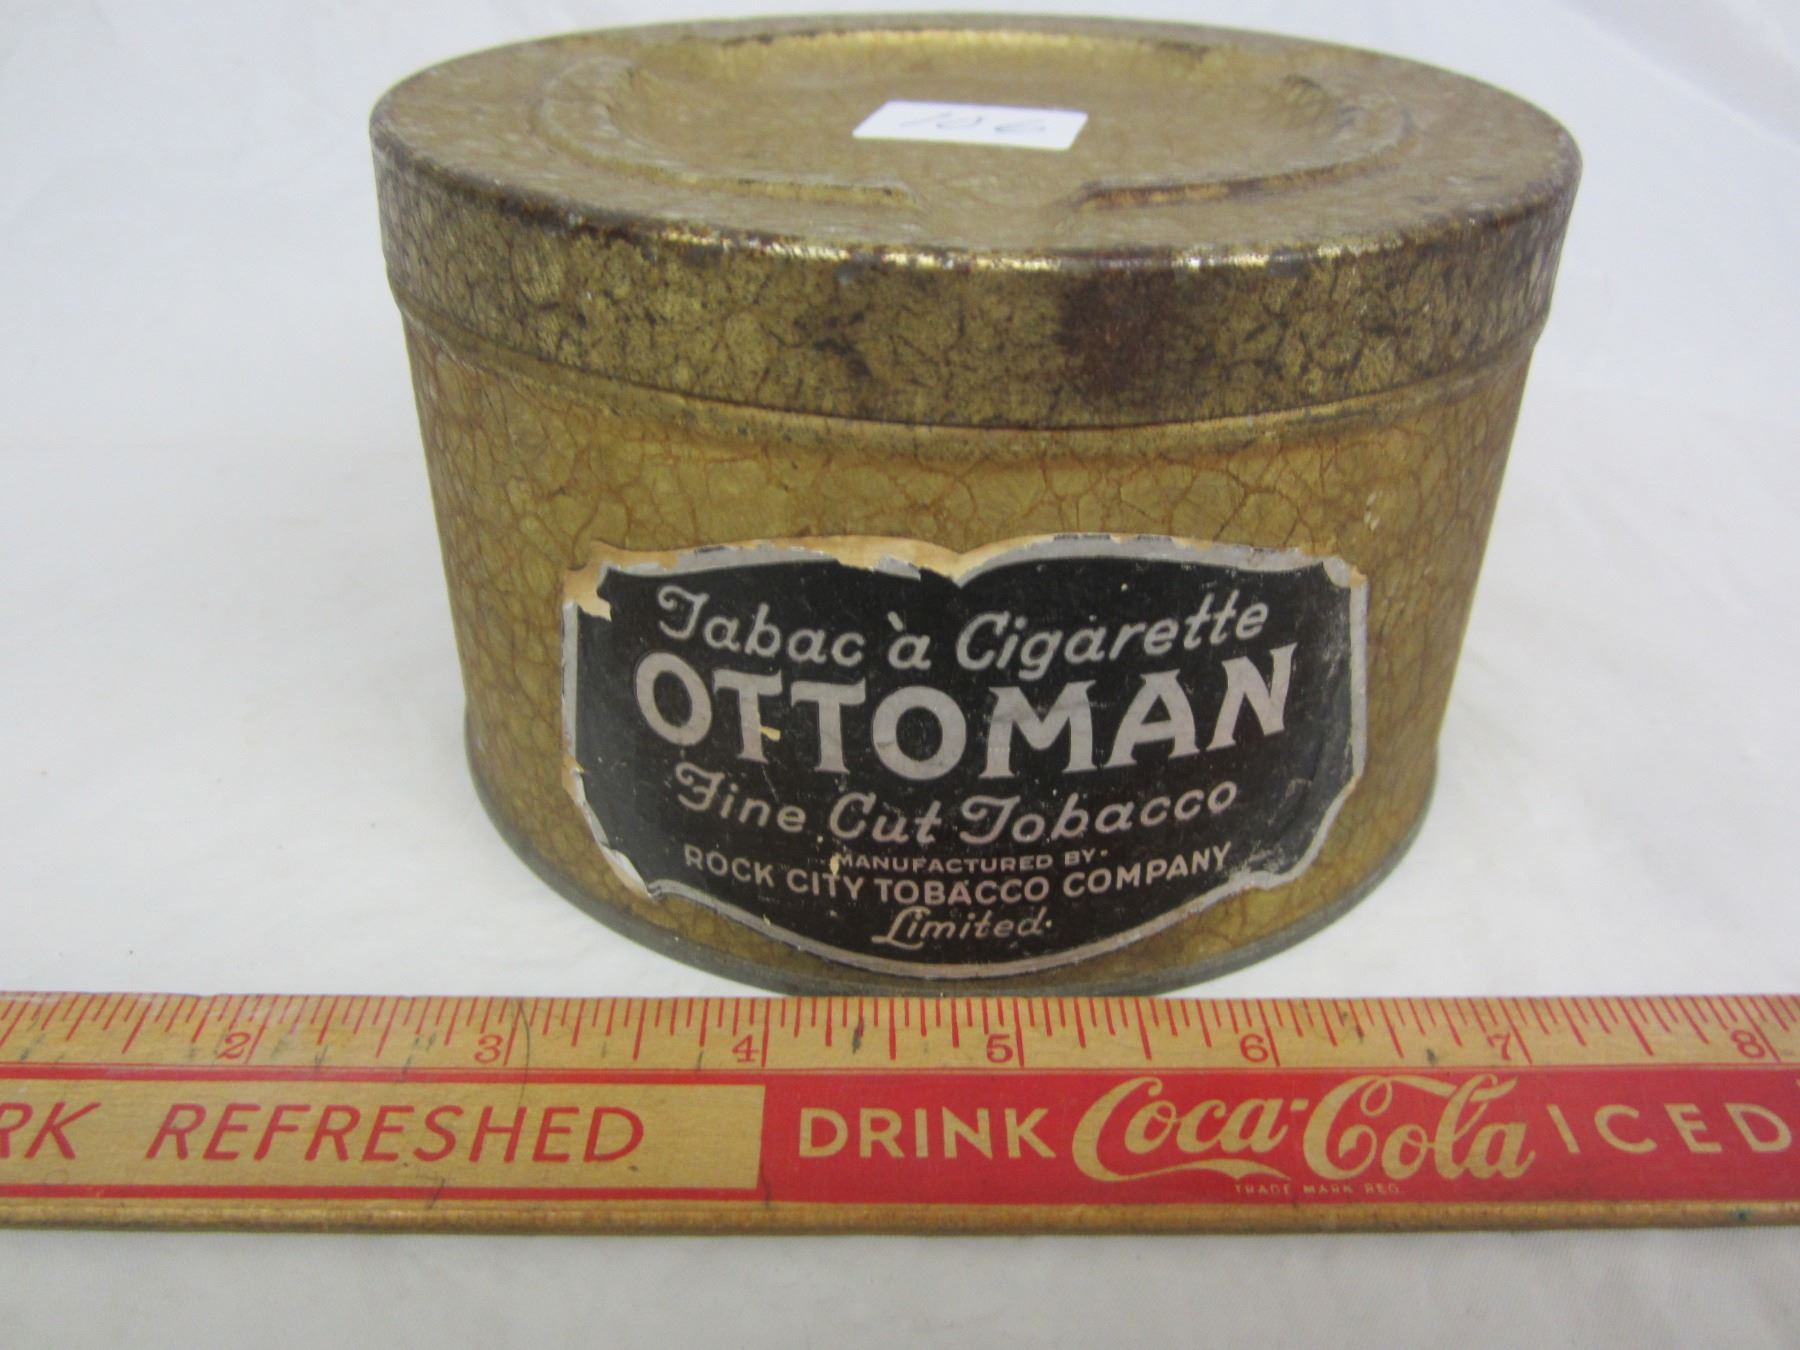 186
Tabac à Cigarette
OTTOMAN
Fine Cut Tobacco
MANUFACTURED BY
ROCK CITY TOBACCO COMPANY
Limited.
2 3 4 5 6 7 8
RK REFRESHED DRINK Coca-Cola ICED
TRADE MARK REG.